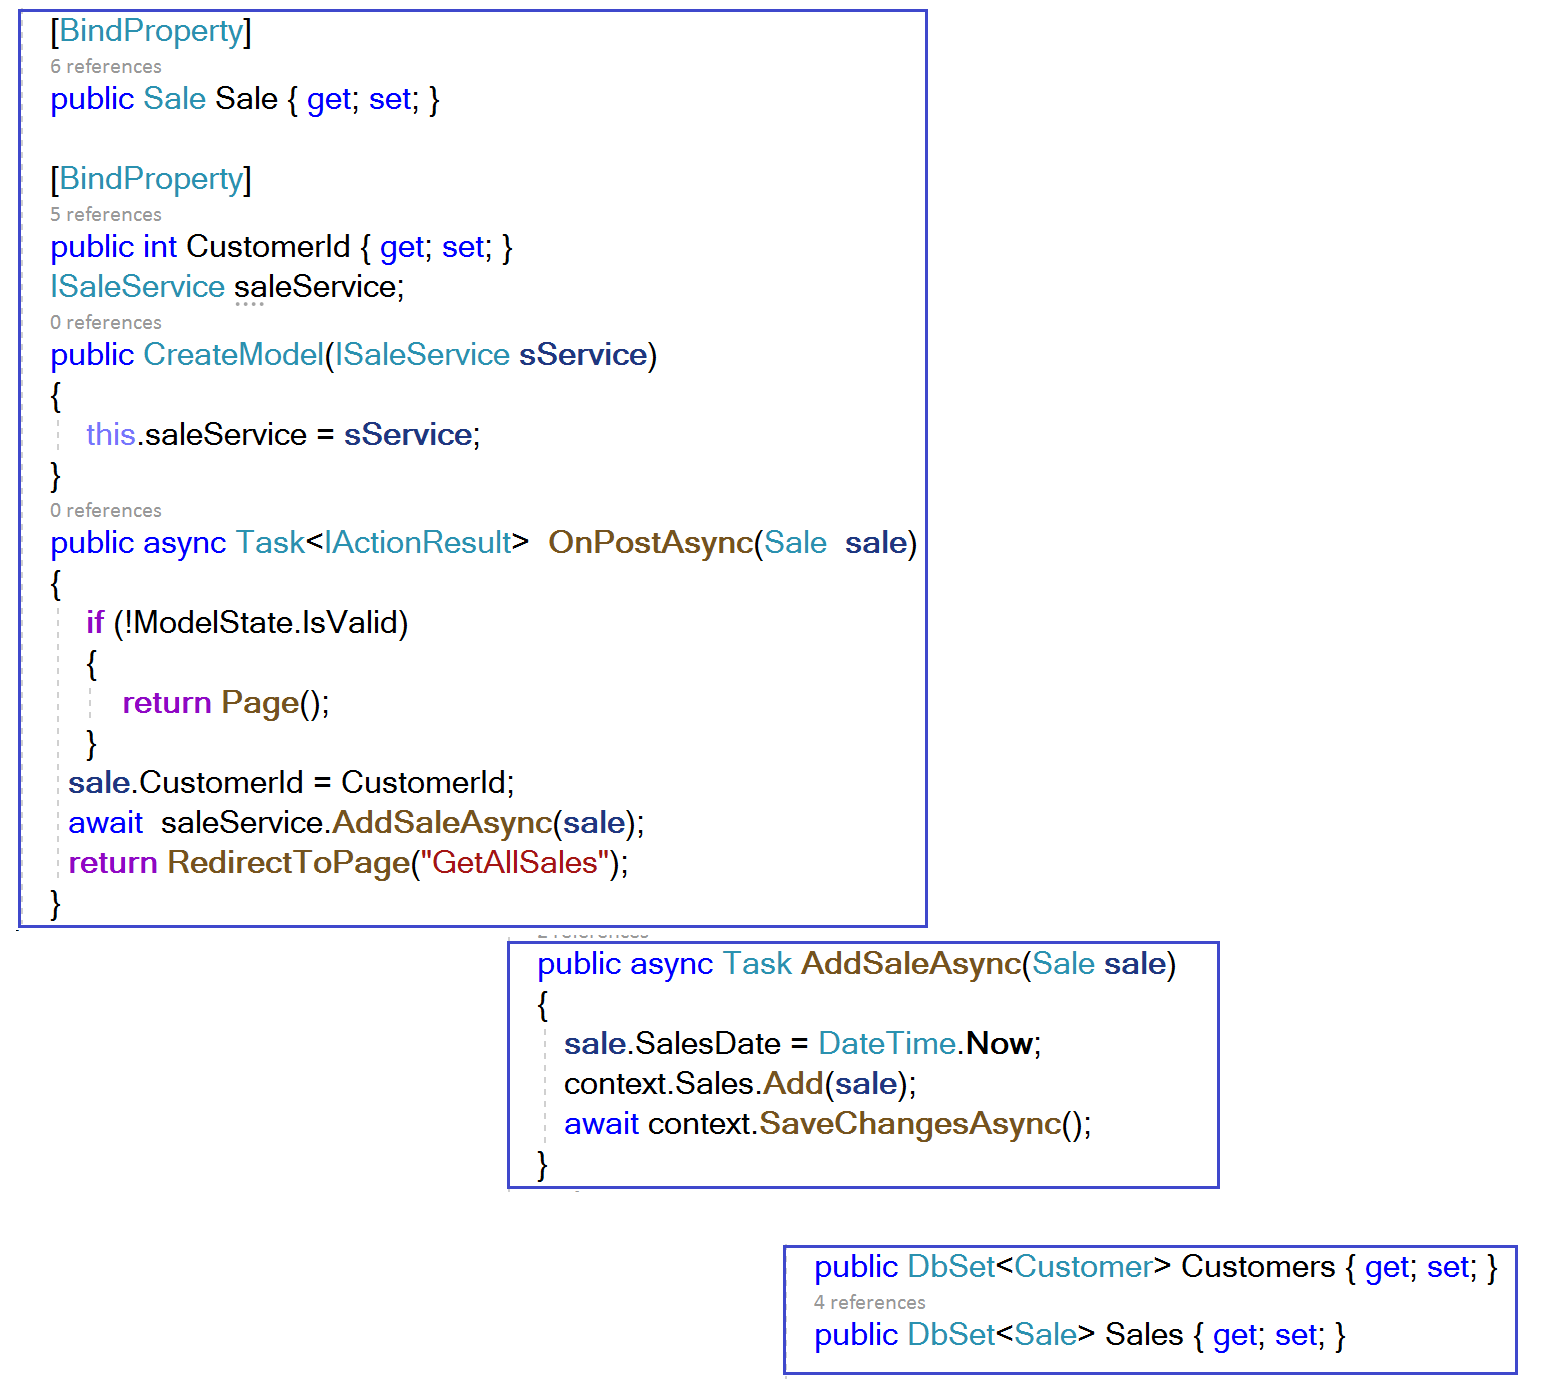 [BindProperty]
6 references
public Sale Sale { get; set; }
[BindProperty]
5 references
public int CustomerId { get; set; }
ISaleService saleService;
0 references
public CreateModel(ISaleService sService)
{
this.saleService = sService;
}
0 references
public async Task<IActionResult> OnPostAsync(Sale sale)
{
if (!ModelState.IsValid)
{
return Page();
}
sale.CustomerId = CustomerId;
await saleService.AddSaleAsync(sale);
return RedirectToPage("GetAllSales");
}
public async Task AddSaleAsync(Sale sale)
{
sale.SalesDate = DateTime.Now;
context.Sales.Add(sale);
await context.SaveChangesAsync();
}
public DbSet<Customer> Customers { get; set; }
4 references
public DbSet<Sale> Sales { get; set; }